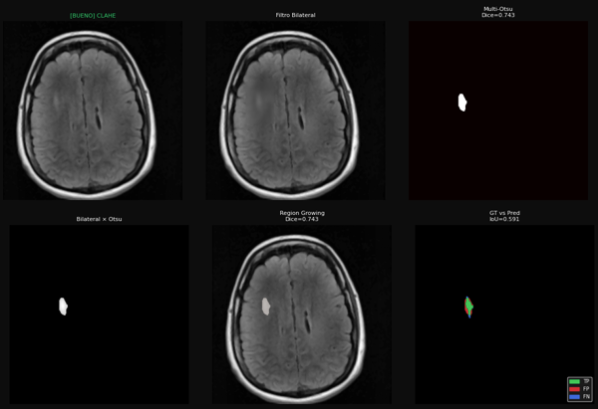 [BUENO] CLAHE
Filtro Bilateral
Multi-Otsu
Dice=0.743
Bilateral × Otsu
Region Growing
Dice=0.743
GT vs Pred
IoU=0.591
TP
FP
FN